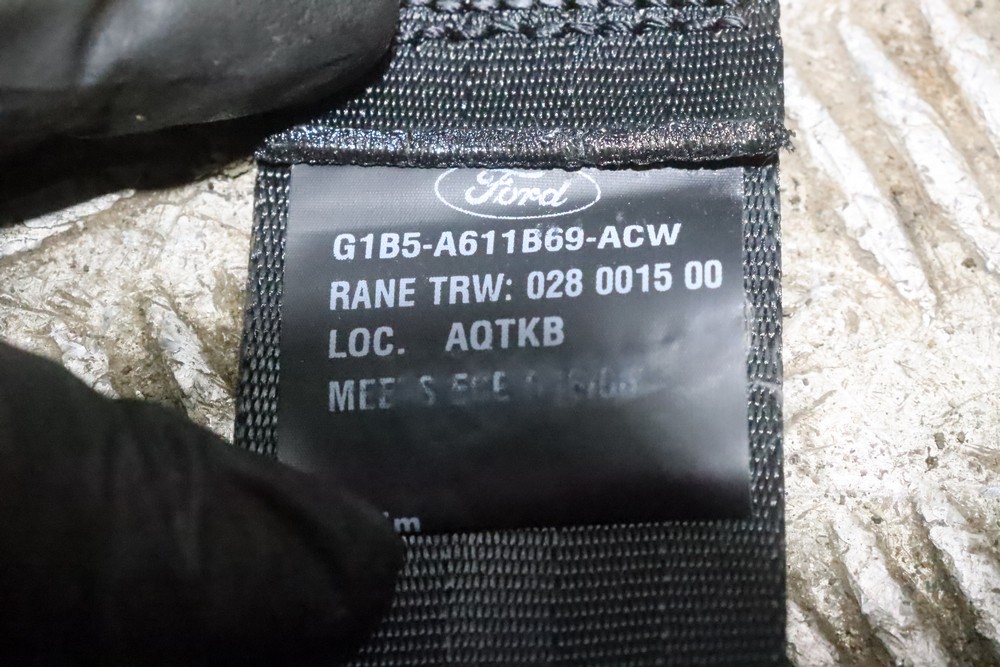 Ford
G1B5-A611B69-ACW
RANE TRW: 028 0015 00
LOC. AQTKB